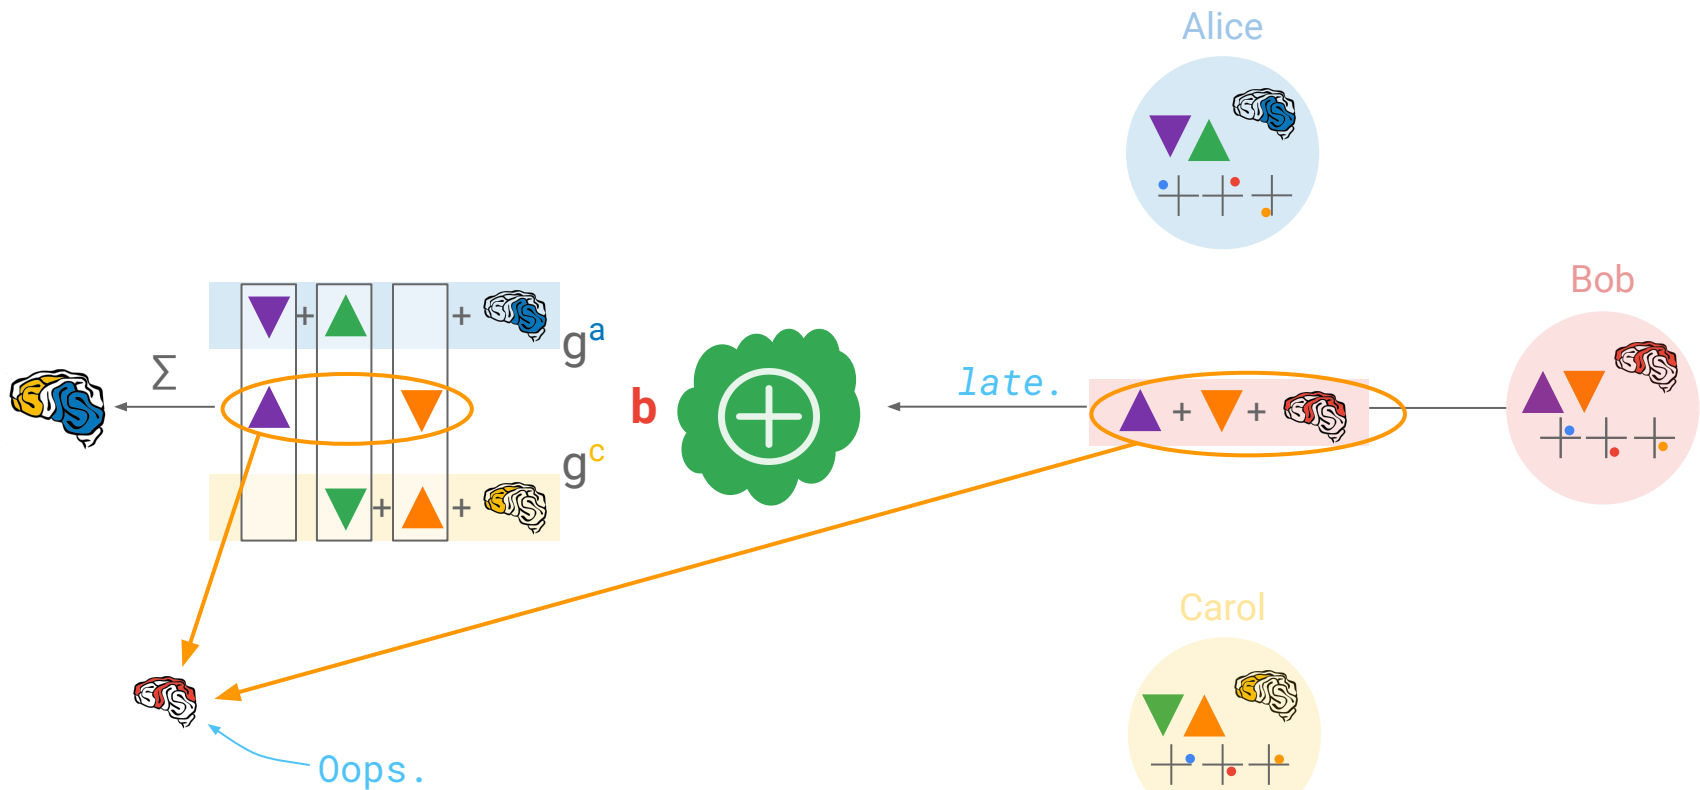 Alice
Bob
+
+
g^a
Σ
b
late.
+
+
g^c
+
+
Carol
Oops.